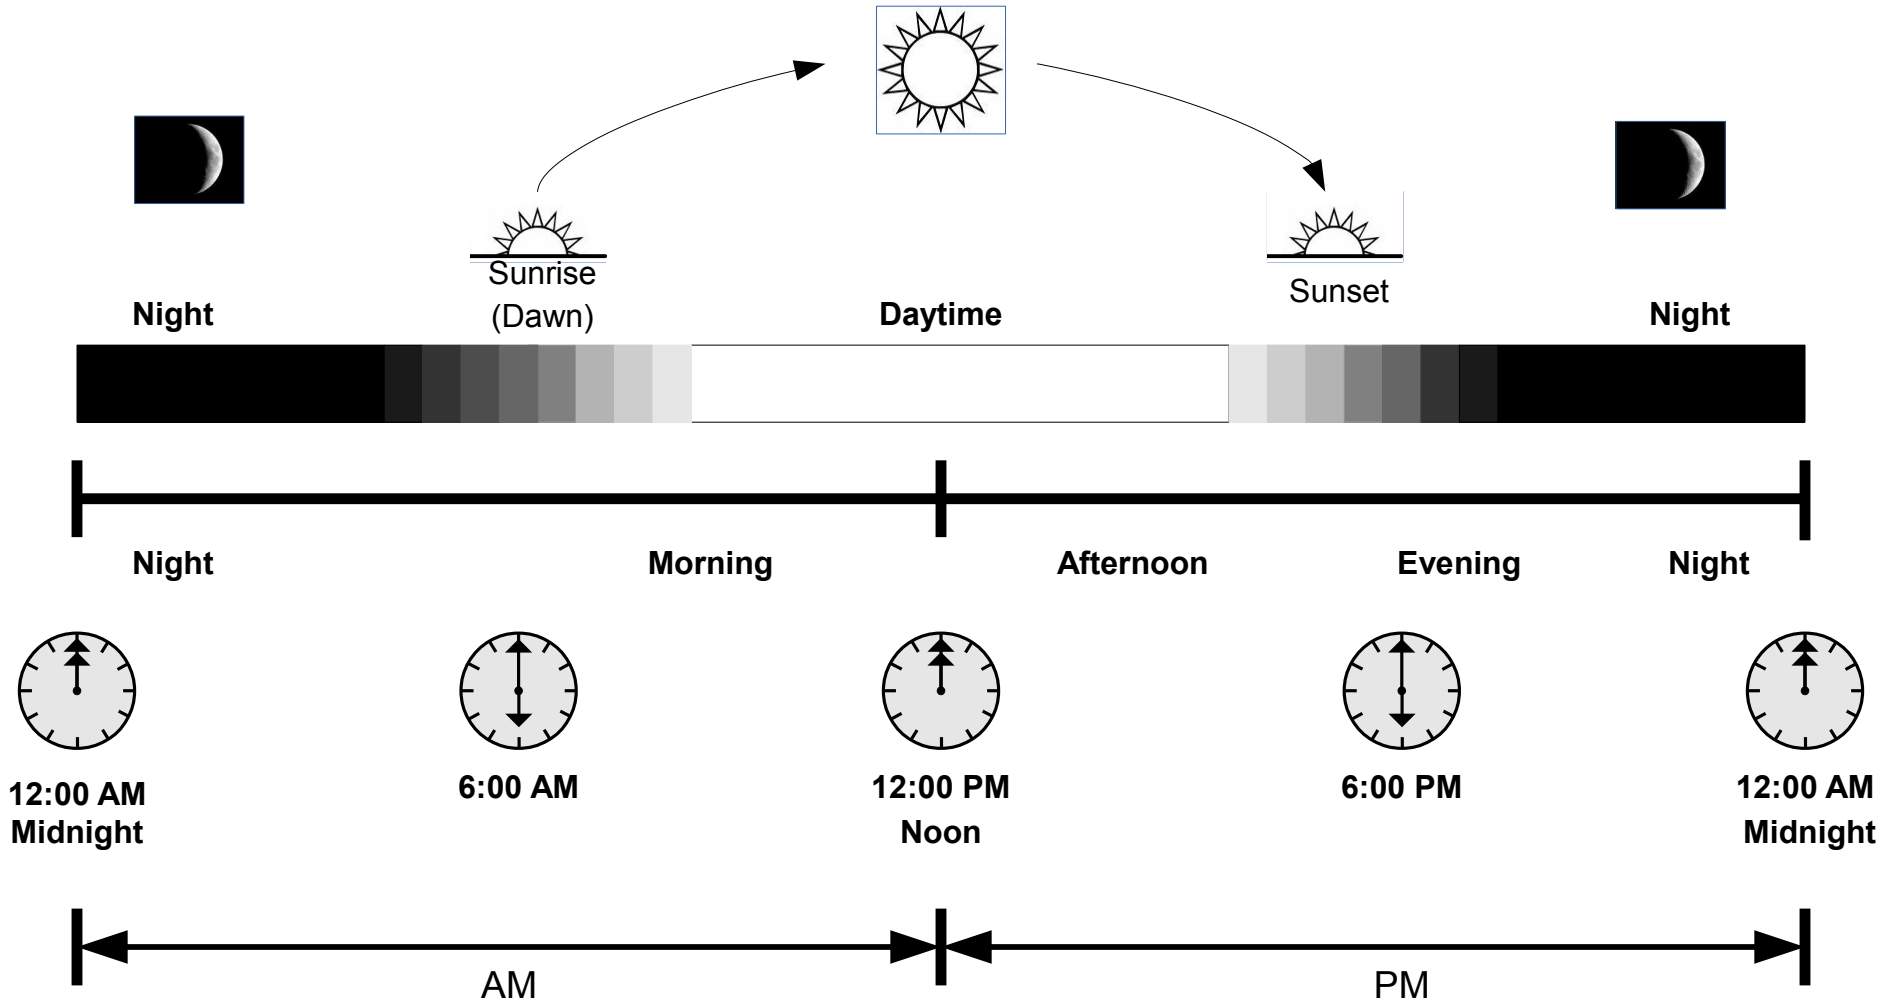 Sunrise
(Dawn)
Sunset
Night
Daytime
Night
Night
Morning
Afternoon
Evening
Night
12:00 AM
Midnight
6:00 AM
12:00 PM
Noon
6:00 PM
12:00 AM
Midnight
AM
PM